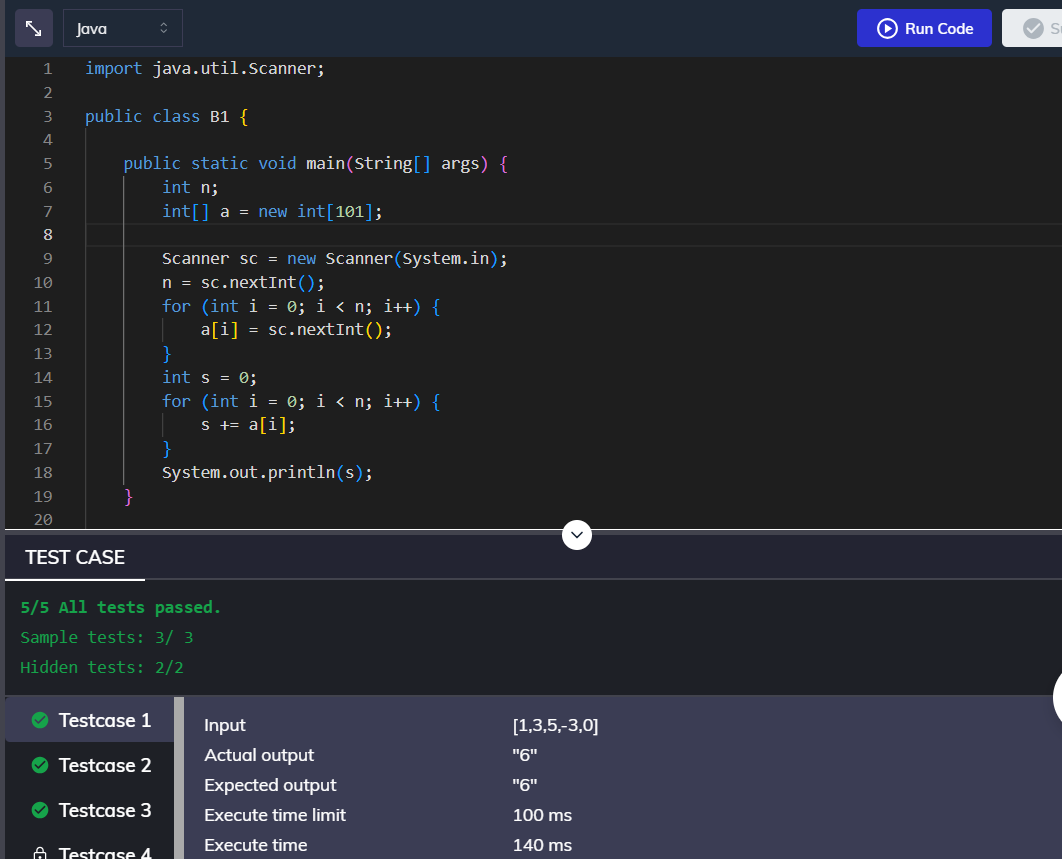 Java
Run Code
1 import java.util.Scanner;
2
3 public class B1 {
4
5 public static void main(String[] args) {
6 int n;
7 int[] a = new int[101];
8
9 Scanner sc = new Scanner(System.in);
10 n = sc.nextInt();
11 for (int i = 0; i < n; i++) {
12 a[i] = sc.nextInt();
13 }
14 int s = 0;
15 for (int i = 0; i < n; i++) {
16 s += a[i];
17 }
18 System.out.println(s);
19 }
20
TEST CASE
5/5 All tests passed.
Sample tests: 3/ 3
Hidden tests: 2/2
Testcase 1
Testcase 2
Testcase 3
Testcase 4
Input [1,3,5,-3,0]
Actual output "6"
Expected output "6"
Execute time limit 100 ms
Execute time 140 ms